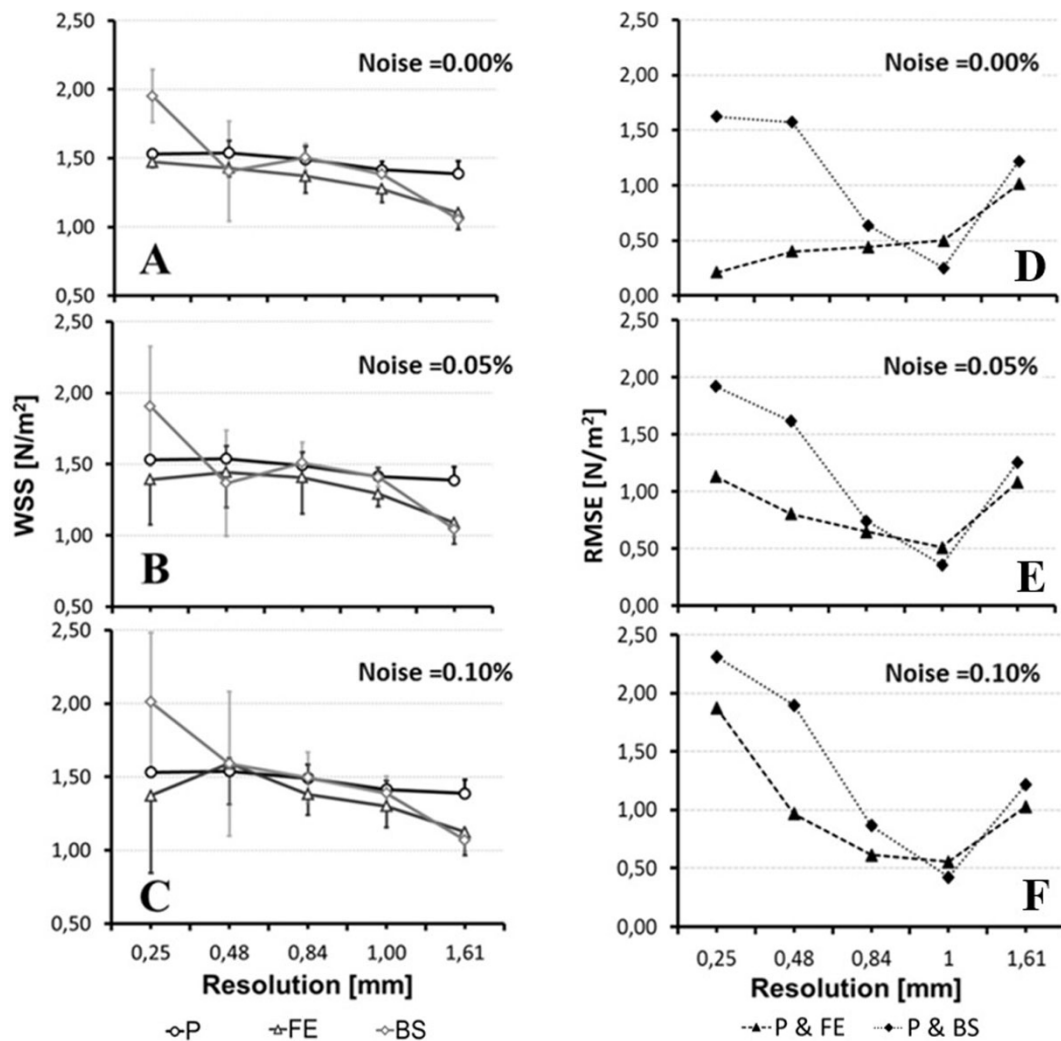 2,50
2,00
1,50
1,00
0,50
Noise =0.00%
A
2,50
2,00
1,50
1,00
0,50
Noise =0.05%
B
2,50
2,00
1,50
1,00
0,50
Noise =0.10%
C
WSS [N/m²]
0,25 0,48 0,84 1,00 1,61
Resolution [mm]
P FE BS
2,50
2,00
1,50
1,00
0,50
0,00
Noise =0.00%
D
2,50
2,00
1,50
1,00
0,50
0,00
Noise =0.05%
E
2,50
2,00
1,50
1,00
0,50
0,00
Noise =0.10%
F
RMSE [N/m²]
0,25 0,48 0,84 1 1,61
Resolution [mm]
P & FE P & BS